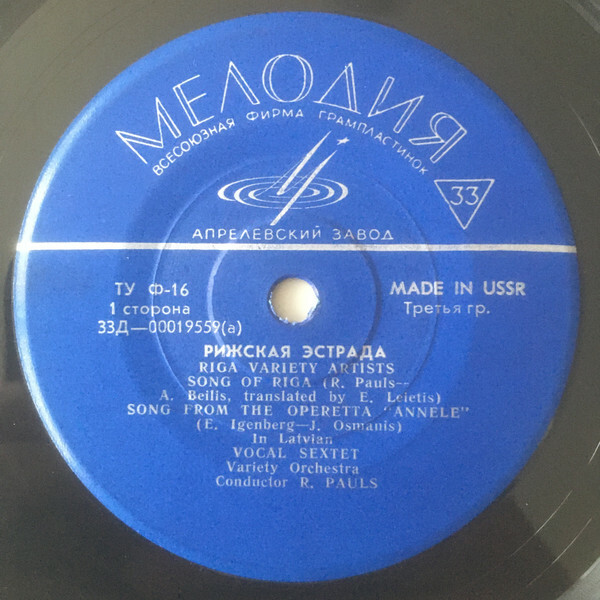 МЕЛОДИЯ
ВСЕСОЮЗНАЯ ФИРМА ГРАМПЛАСТИНОК
33
АПРЕЛЕВСКИЙ ЗАВОД
ТУ Ф-16
MADE IN USSR
1 сторона
Третья гр.
33Д—00019559(а)
РИЖСКАЯ ЭСТРАДА
RIGA VARIETY ARTISTS
SONG OF RIGA (R. Pauls—
A. Beilis, translated by E. Leietis)
SONG FROM THE OPERETTA "ANNELE"
(E. Igenberg—J. Osmanis)
In Latvian
VOCAL SEXTET
Variety Orchestra
Conductor R. PAULS